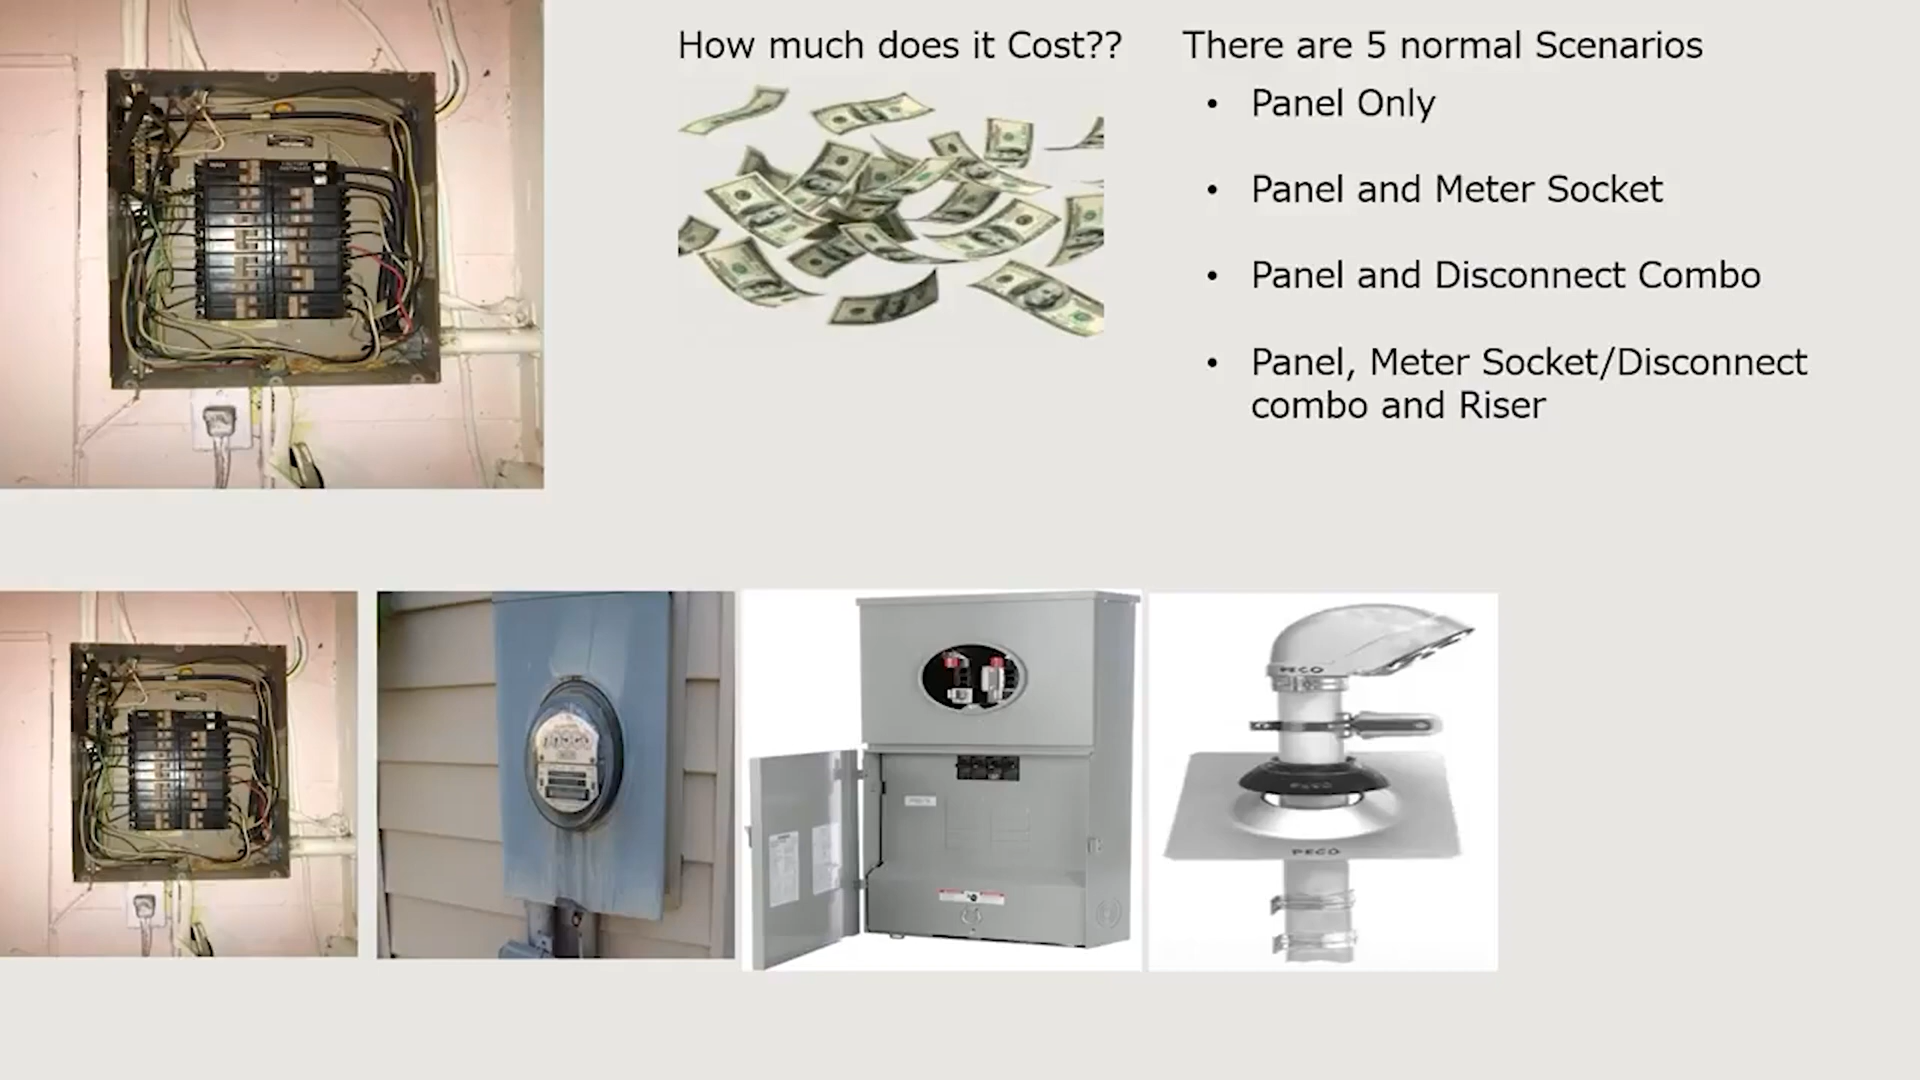 How much does it Cost??
There are 5 normal Scenarios
• Panel Only
• Panel and Meter Socket
• Panel and Disconnect Combo
• Panel, Meter Socket/Disconnect
combo and Riser
PECO
PECO